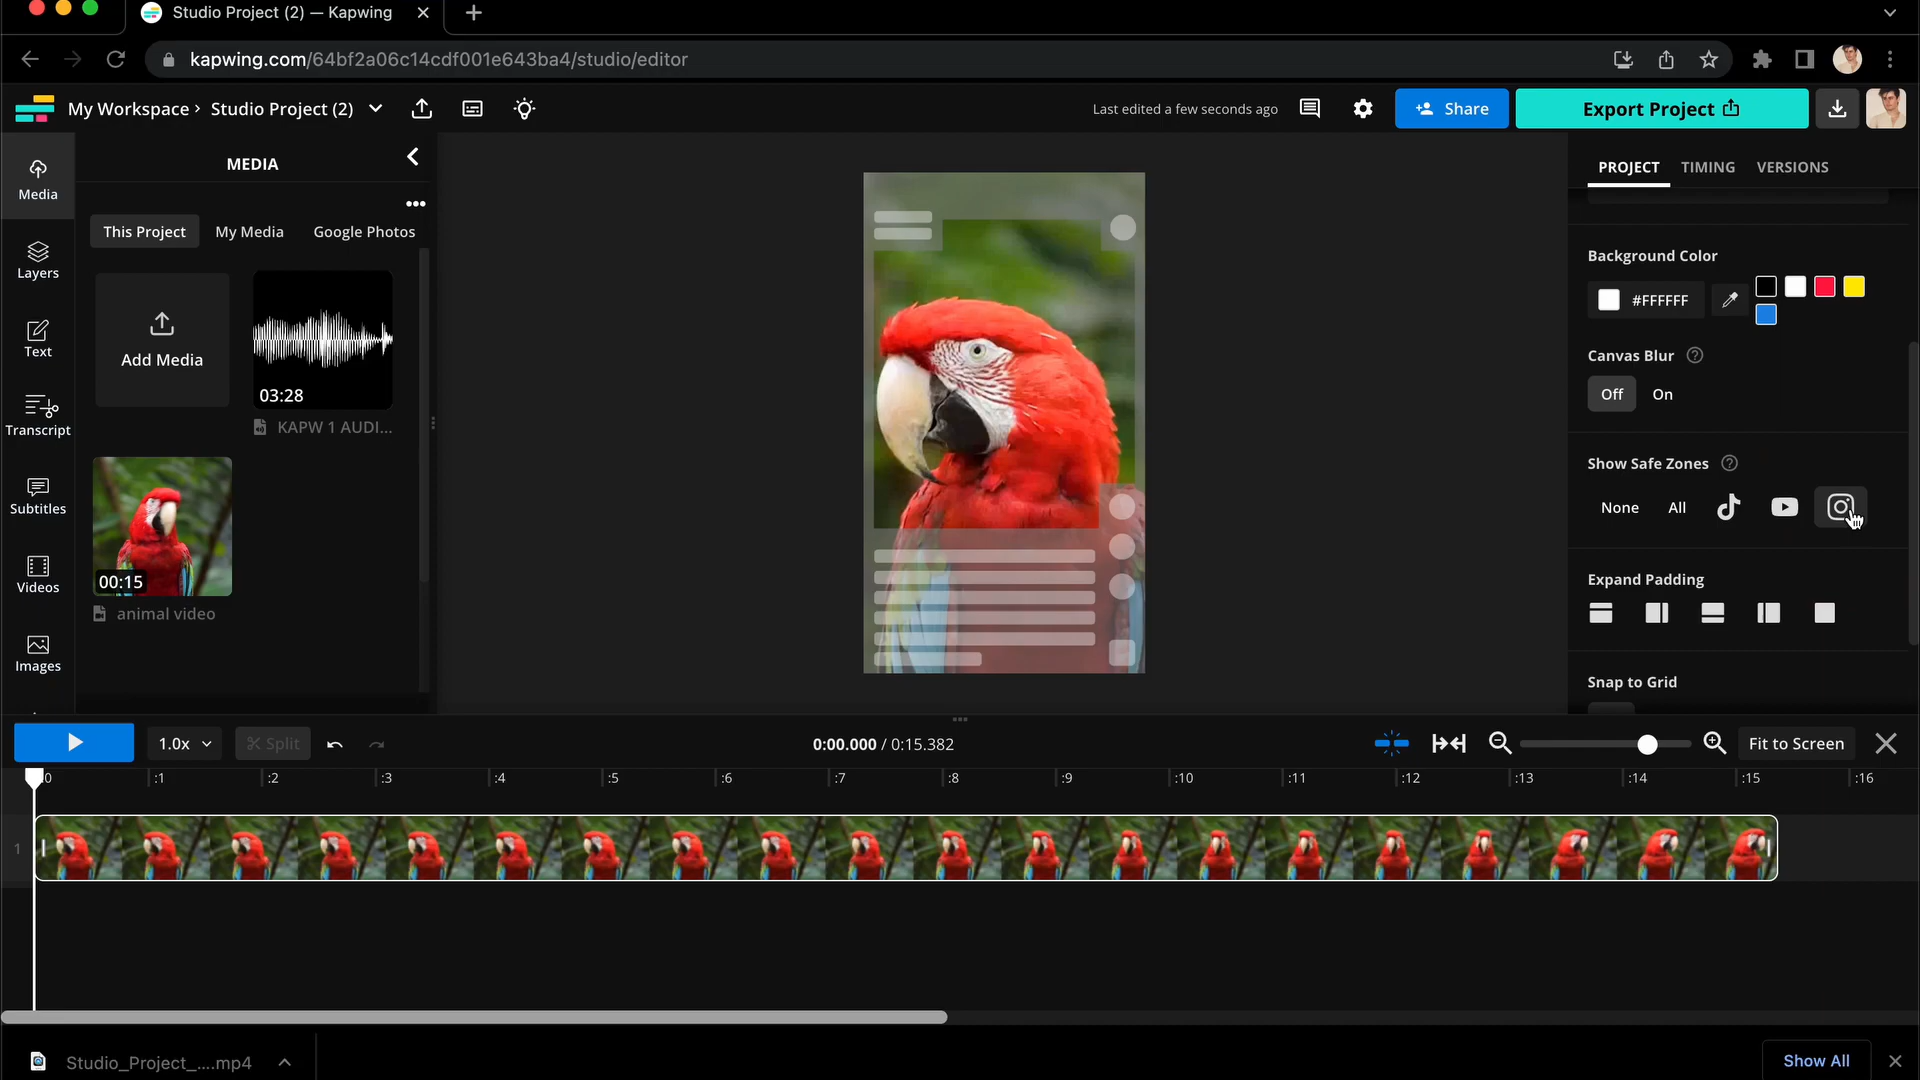 Studio Project (2) — Kapwing
kapwing.com/64bf2a06c14cdf001e643ba4/studio/editor
My Workspace › Studio Project (2)
Last edited a few seconds ago
Share
Export Project
Media
Layers
Text
Transcript
Subtitles
Videos
Images
MEDIA
This Project
My Media
Google Photos
Add Media
03:28
KAPW 1 AUDI...
00:15
animal video
PROJECT
TIMING
VERSIONS
Background Color
#FFFFFF
Canvas Blur
Off
On
Show Safe Zones
None
All
Expand Padding
Snap to Grid
1.0x
Split
0:00.000 / 0:15.382
Fit to Screen
:0 :1 :2 :3 :4 :5 :6 :7 :8 :9 :10 :11 :12 :13 :14 :15 :16
1
Studio_Project_....mp4
Show All